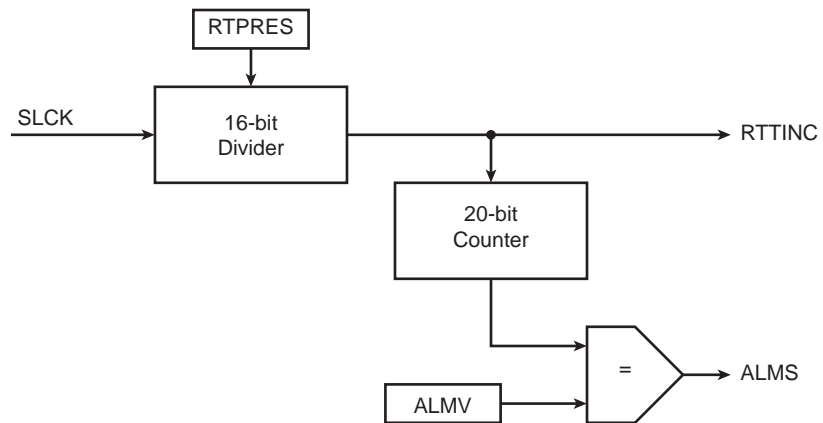 RTPRES
SLCK
16-bit
Divider
RTTINC
20-bit
Counter
=
ALMS
ALMV